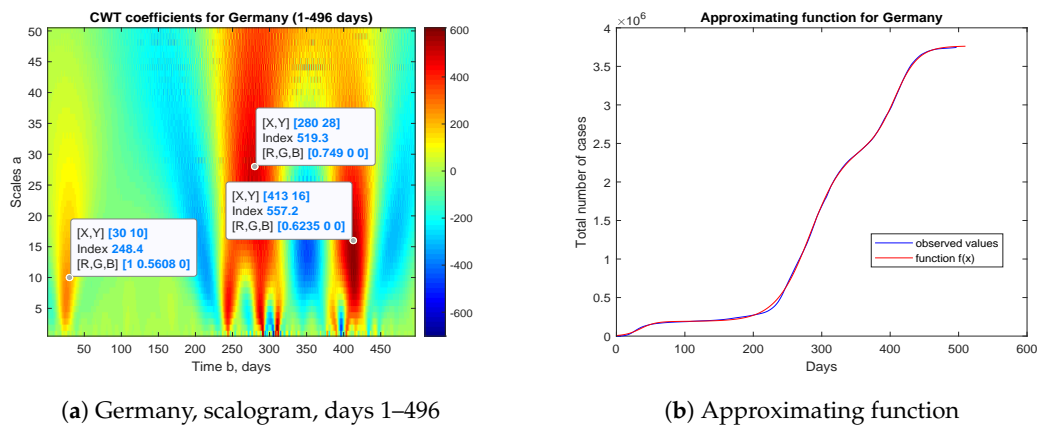 CWT coefficients for Germany (1-496 days)
50
45
40
35
30
25
20
15
10
5
Scales a
50 100 150 200 250 300 350 400 450
Time b, days
600
400
200
0
-200
-400
-600
[X,Y] [280 28]
Index 519.3
[R,G,B] [0.749 0 0]
[X,Y] [413 16]
Index 557.2
[R,G,B] [0.6235 0 0]
[X,Y] [30 10]
Index 248.4
[R,G,B] [1 0.5608 0]
(a) Germany, scalogram, days 1–496
Approximating function for Germany
×10⁶
4
3.5
3
2.5
2
1.5
1
0.5
0
Total number of cases
0 100 200 300 400 500 600
Days
observed values
function f(x)
(b) Approximating function